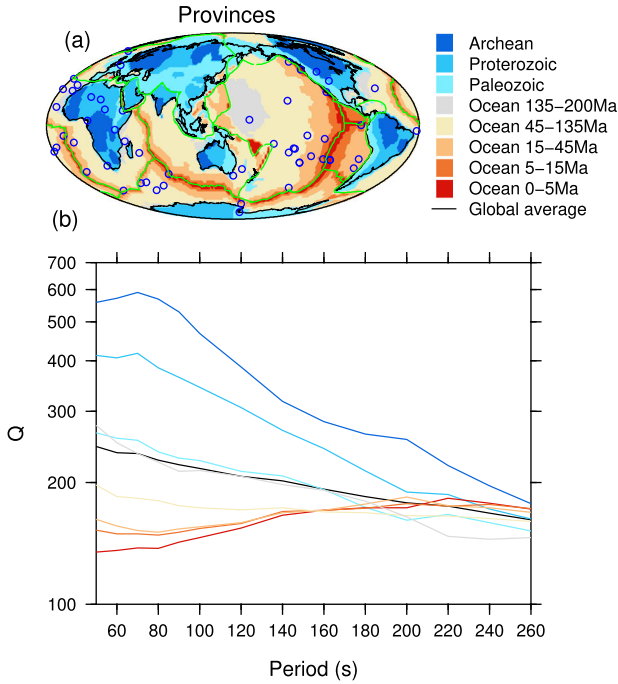 Provinces
(a)
Archean
Proterozoic
Paleozoic
Ocean 135−200Ma
Ocean 45−135Ma
Ocean 15−45Ma
Ocean 5−15Ma
Ocean 0−5Ma
Global average
(b)
700
600
500
400
300
200
100
Q
60 80 100 120 140 160 180 200 220 240 260
Period (s)